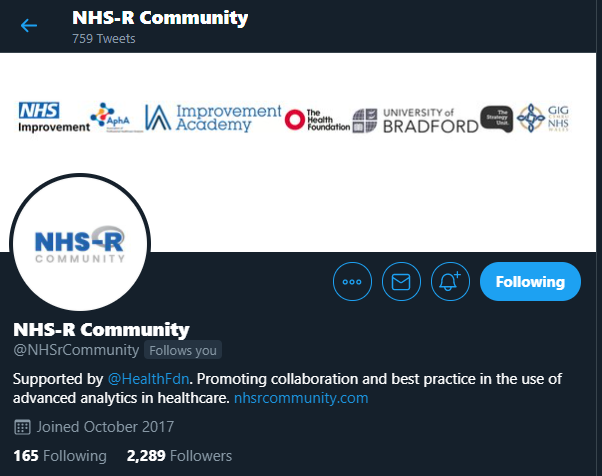 NHS-R Community
759 Tweets
NHS
Improvement
AphA
Improvement
Academy
The
Health
Foundation
UNIVERSITY of
BRADFORD
The
Strategy
Unit.
GIG
CYMRU
NHS
WALES
NHS-R
COMMUNITY
Following
NHS-R Community
@NHSrCommunity Follows you
Supported by @HealthFdn. Promoting collaboration and best practice in the use of
advanced analytics in healthcare. nhsrcommunity.com
Joined October 2017
165 Following 2,289 Followers